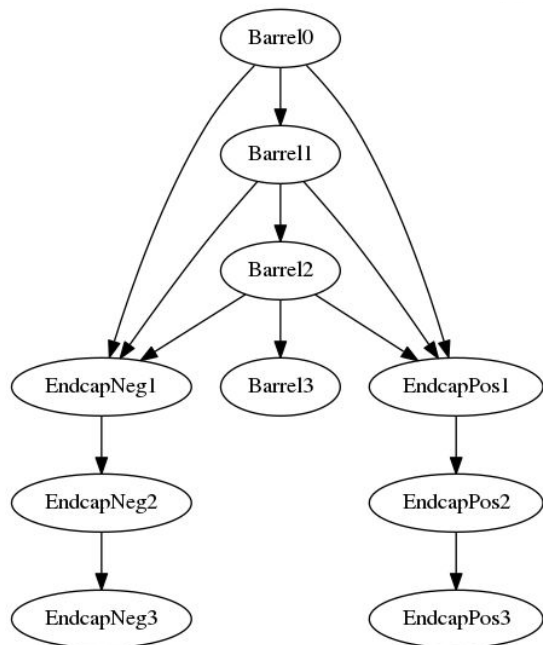 Barrel0
Barrel1
Barrel2
EndcapNeg1
Barrel3
EndcapPos1
EndcapNeg2
EndcapPos2
EndcapNeg3
EndcapPos3